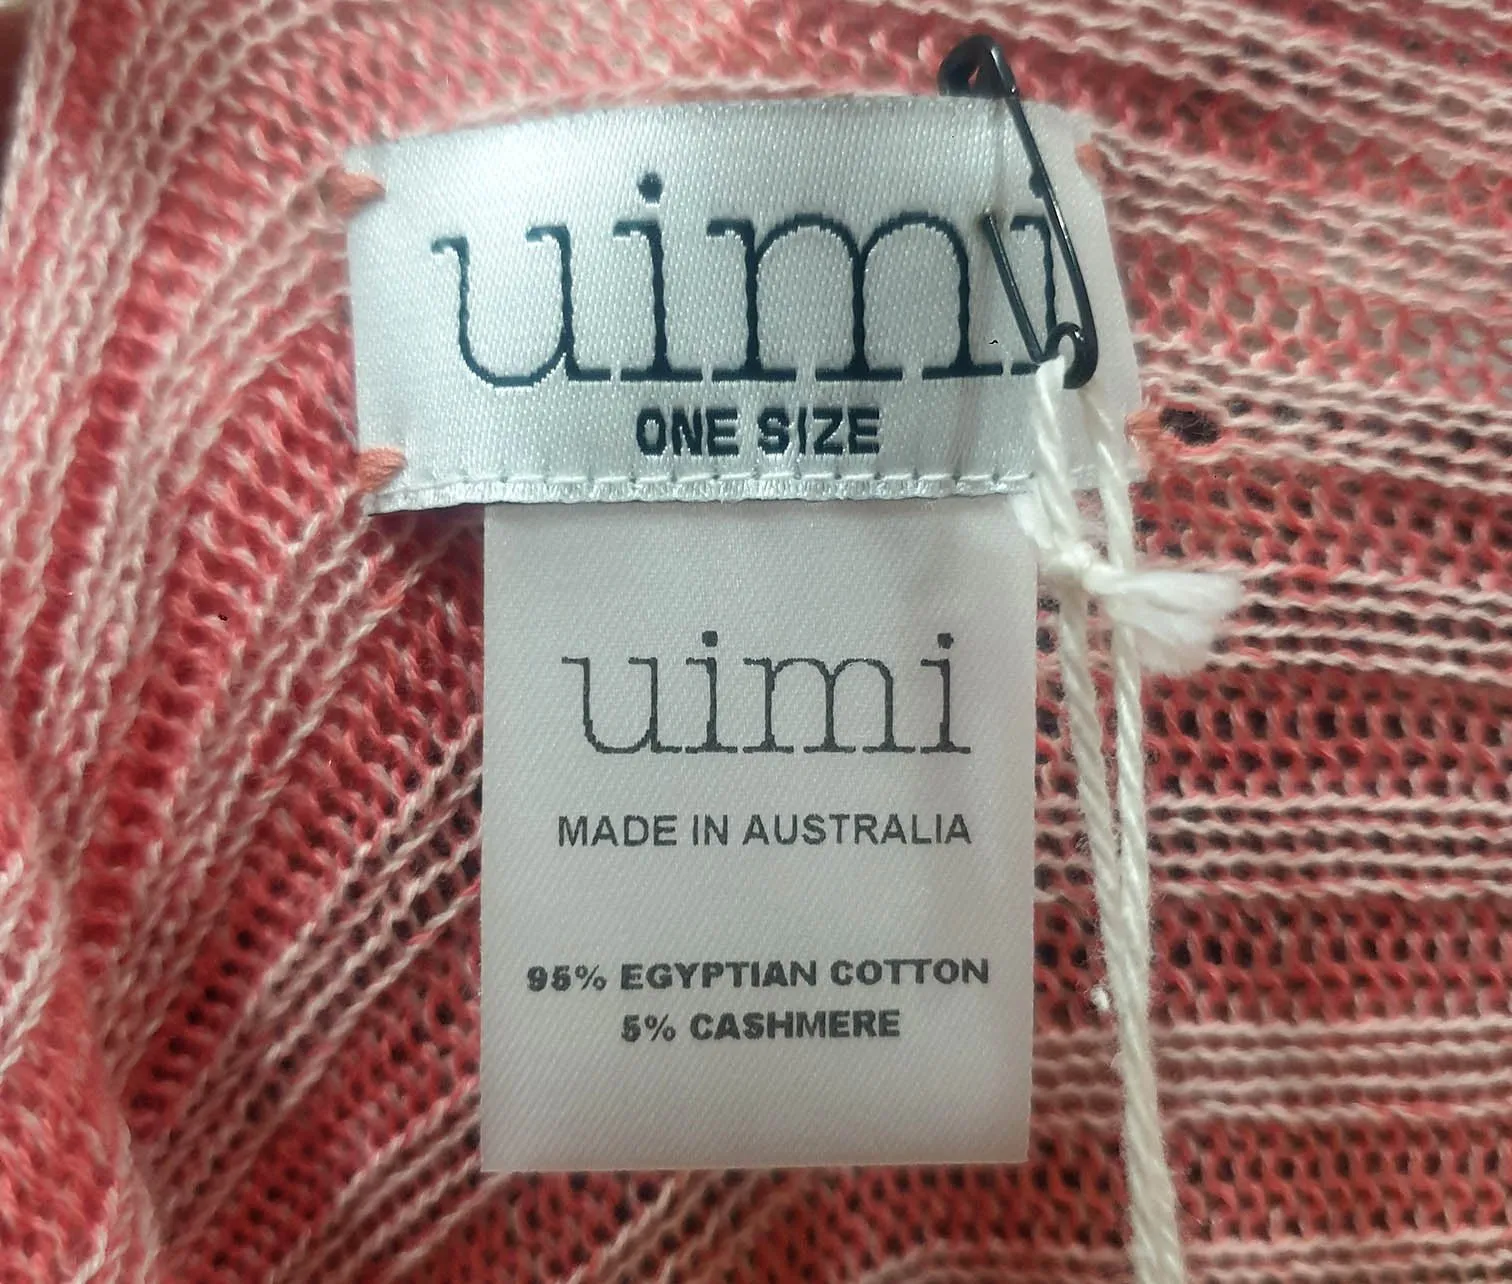 uimi
ONE SIZE
uimi
MADE IN AUSTRALIA
95% EGYPTIAN COTTON
5% CASHMERE